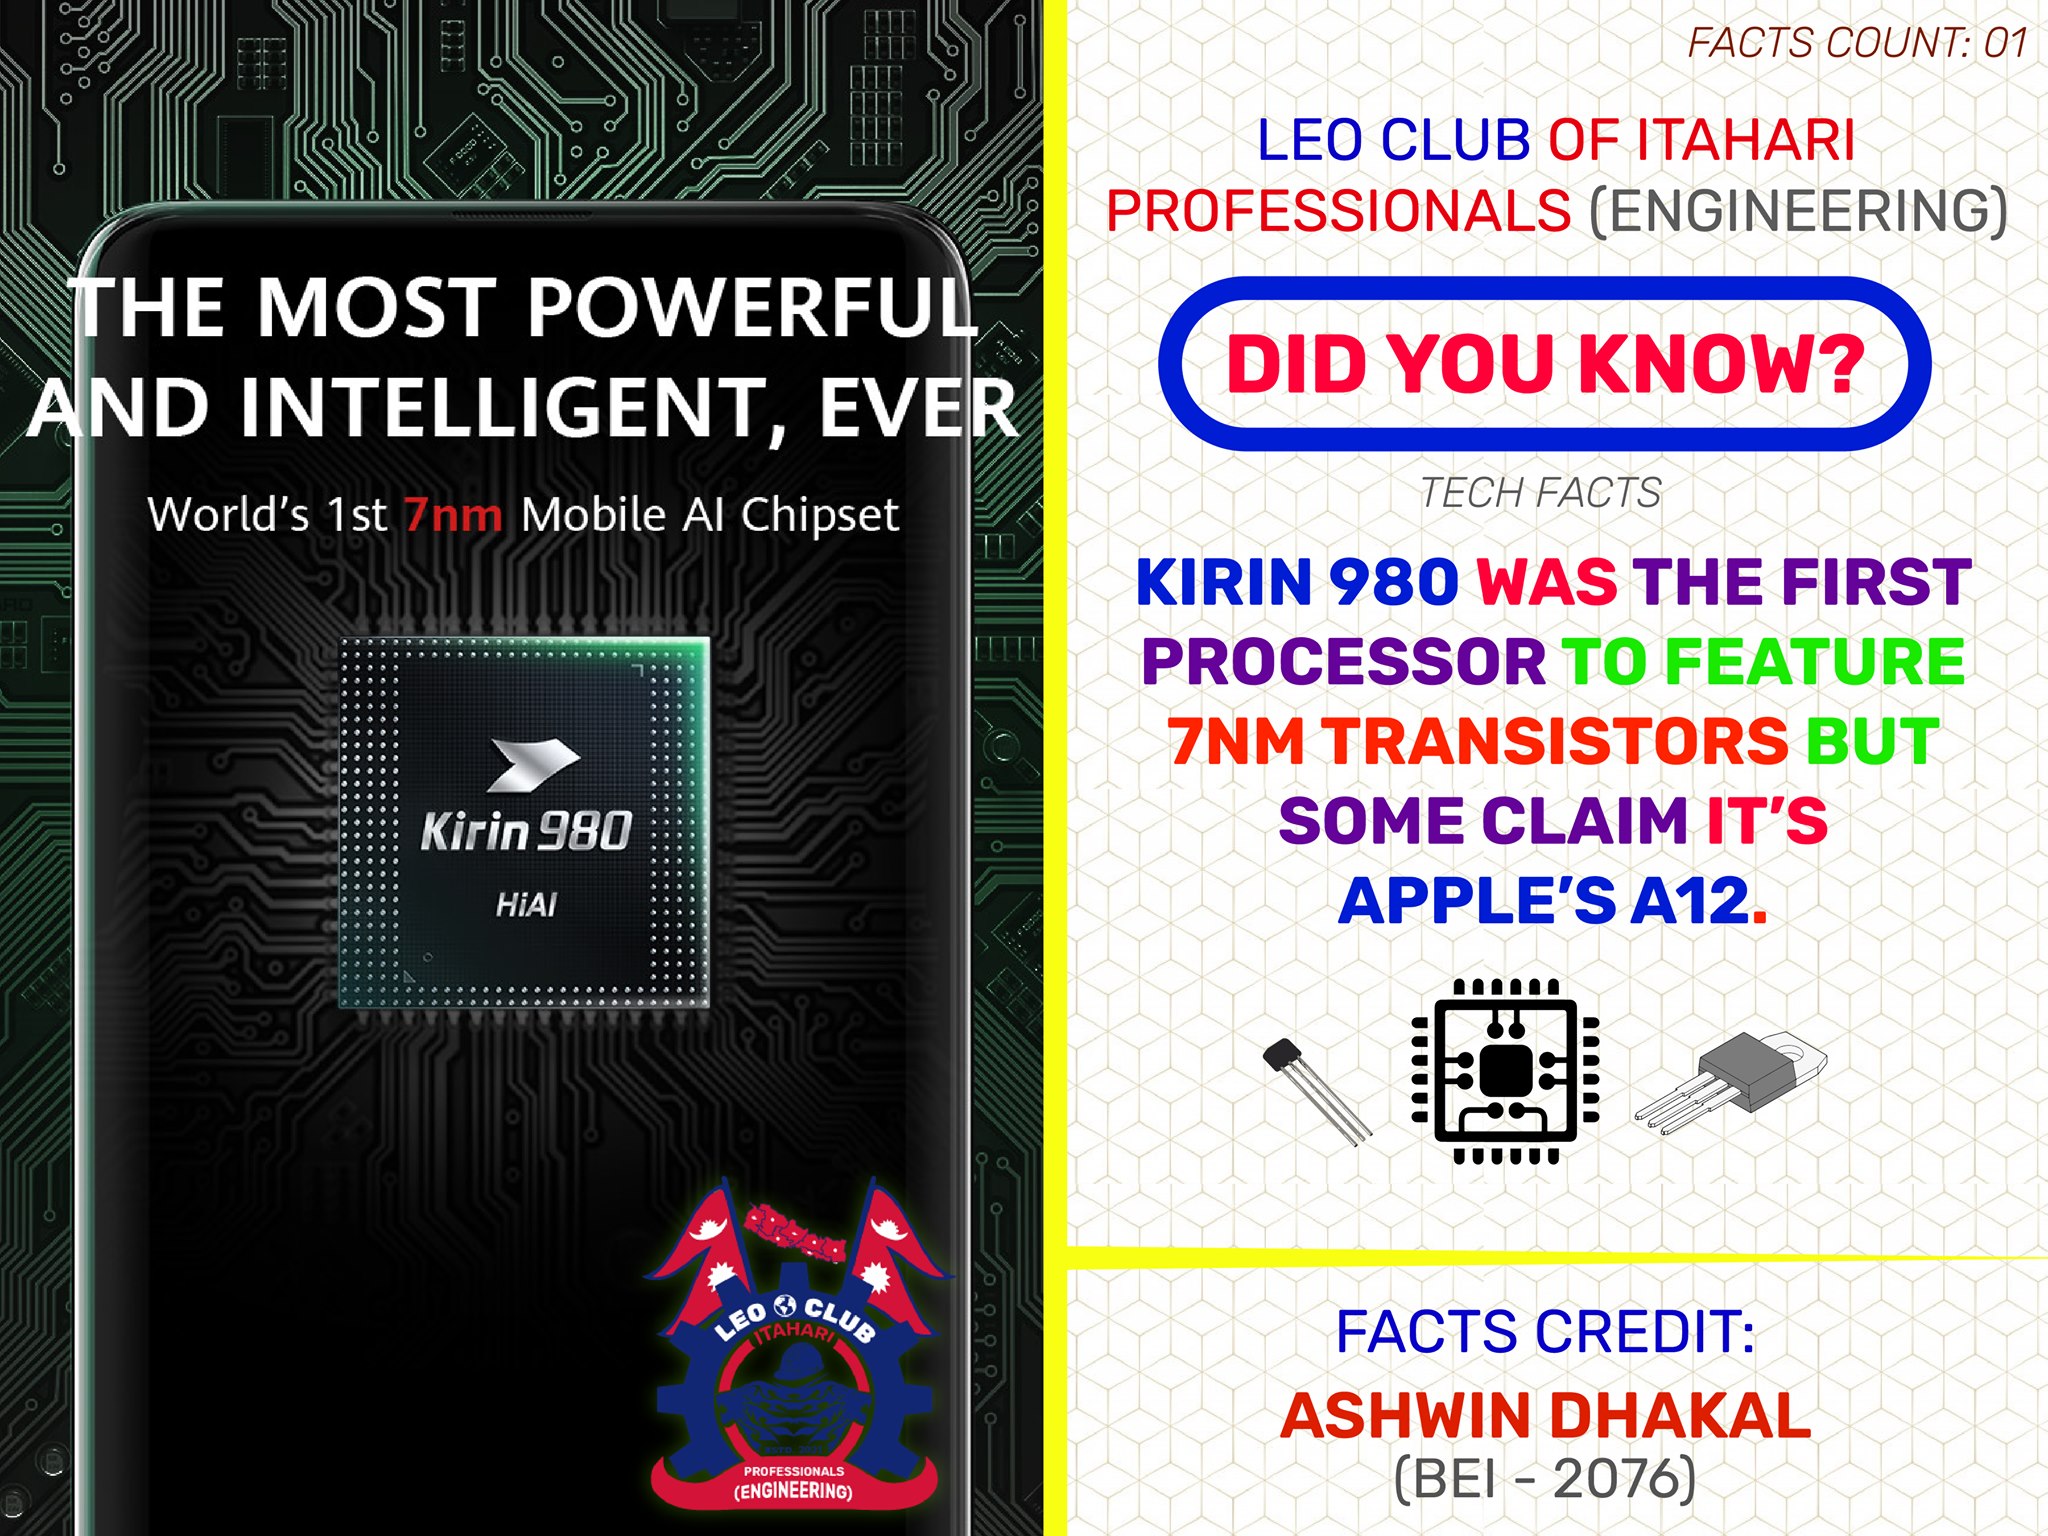 THE MOST POWERFUL
AND INTELLIGENT, EVER
World's 1st 7nm Mobile AI Chipset
Kirin 980
HiAI
LEO CLUB
ITAHARI
ESTD. 2021
PROFESSIONALS
(ENGINEERING)
FACTS COUNT: 01
LEO CLUB OF ITAHARI
PROFESSIONALS (ENGINEERING)
DID YOU KNOW?
TECH FACTS
KIRIN 980 WAS THE FIRST
PROCESSOR TO FEATURE
7NM TRANSISTORS BUT
SOME CLAIM IT'S
APPLE'S A12.
FACTS CREDIT:
ASHWIN DHAKAL
(BEI - 2076)